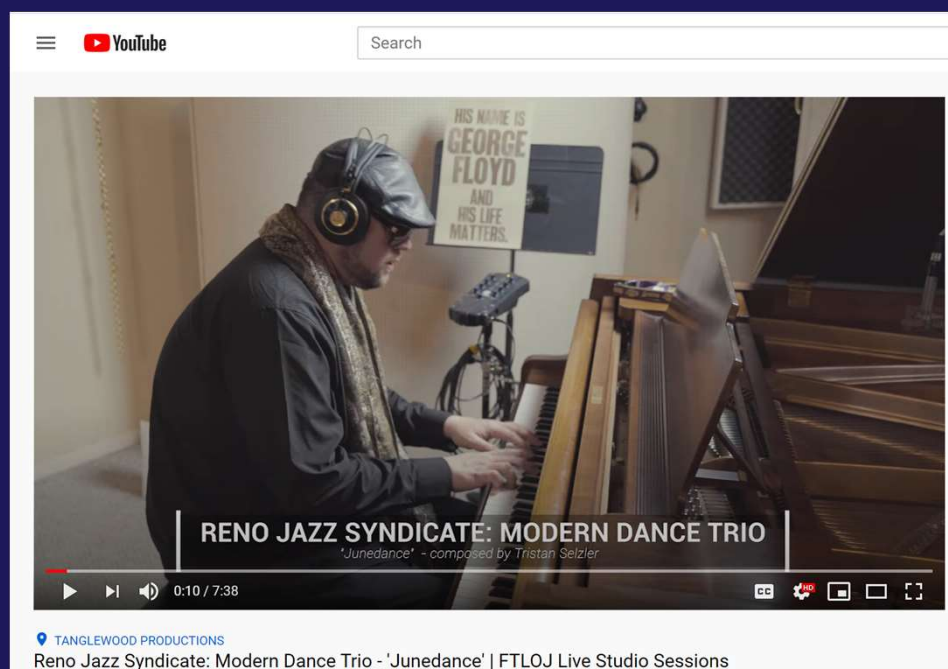 YouTube
Search
HIS NAME IS
GEORGE
FLOYD
AND
HIS LIFE
MATTERS.
RENO JAZZ SYNDICATE: MODERN DANCE TRIO
"Junedance" - composed by Tristan Selzler
0:10 / 7:38
CC
HD
TANGLEWOOD PRODUCTIONS
Reno Jazz Syndicate: Modern Dance Trio - 'Junedance' | FTLOJ Live Studio Sessions